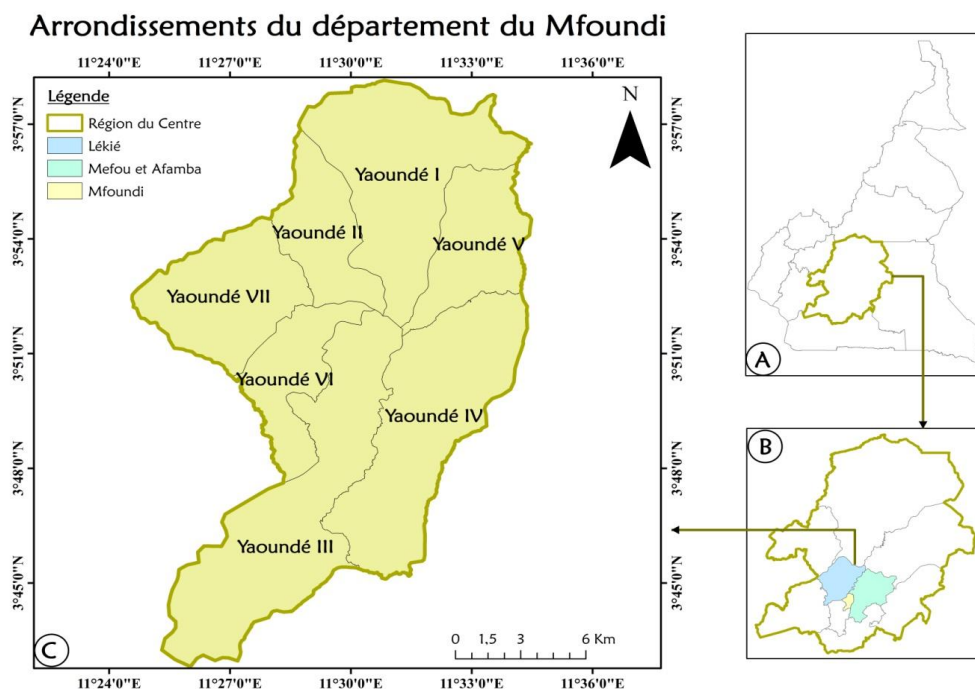 Arrondissements du département du Mfoundi
11°24'0"E 11°27'0"E 11°30'0"E 11°33'0"E 11°36'0"E
Légende
Région du Centre
Lékié
Mefou et Afamba
Mfoundi
N
3°57'0"N
3°57'0"N
Yaoundé I
3°54'0"N
Yaoundé II
Yaoundé V
3°54'0"N
Yaoundé VII
3°51'0"N
3°51'0"N
Yaoundé VI
Yaoundé IV
3°48'0"N
3°48'0"N
Yaoundé III
3°45'0"N
3°45'0"N
0 1,5 3 6 Km
C
11°24'0"E 11°27'0"E 11°30'0"E 11°33'0"E 11°36'0"E
A
B